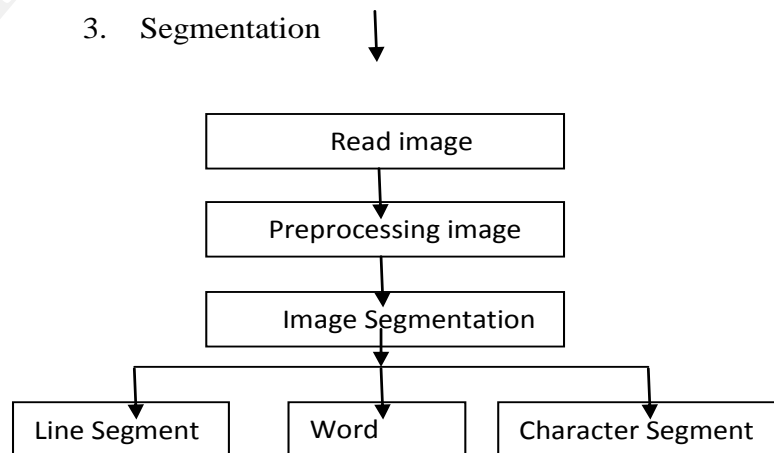 3. Segmentation
Read image
Preprocessing image
Image Segmentation
Line Segment
Word
Character Segment